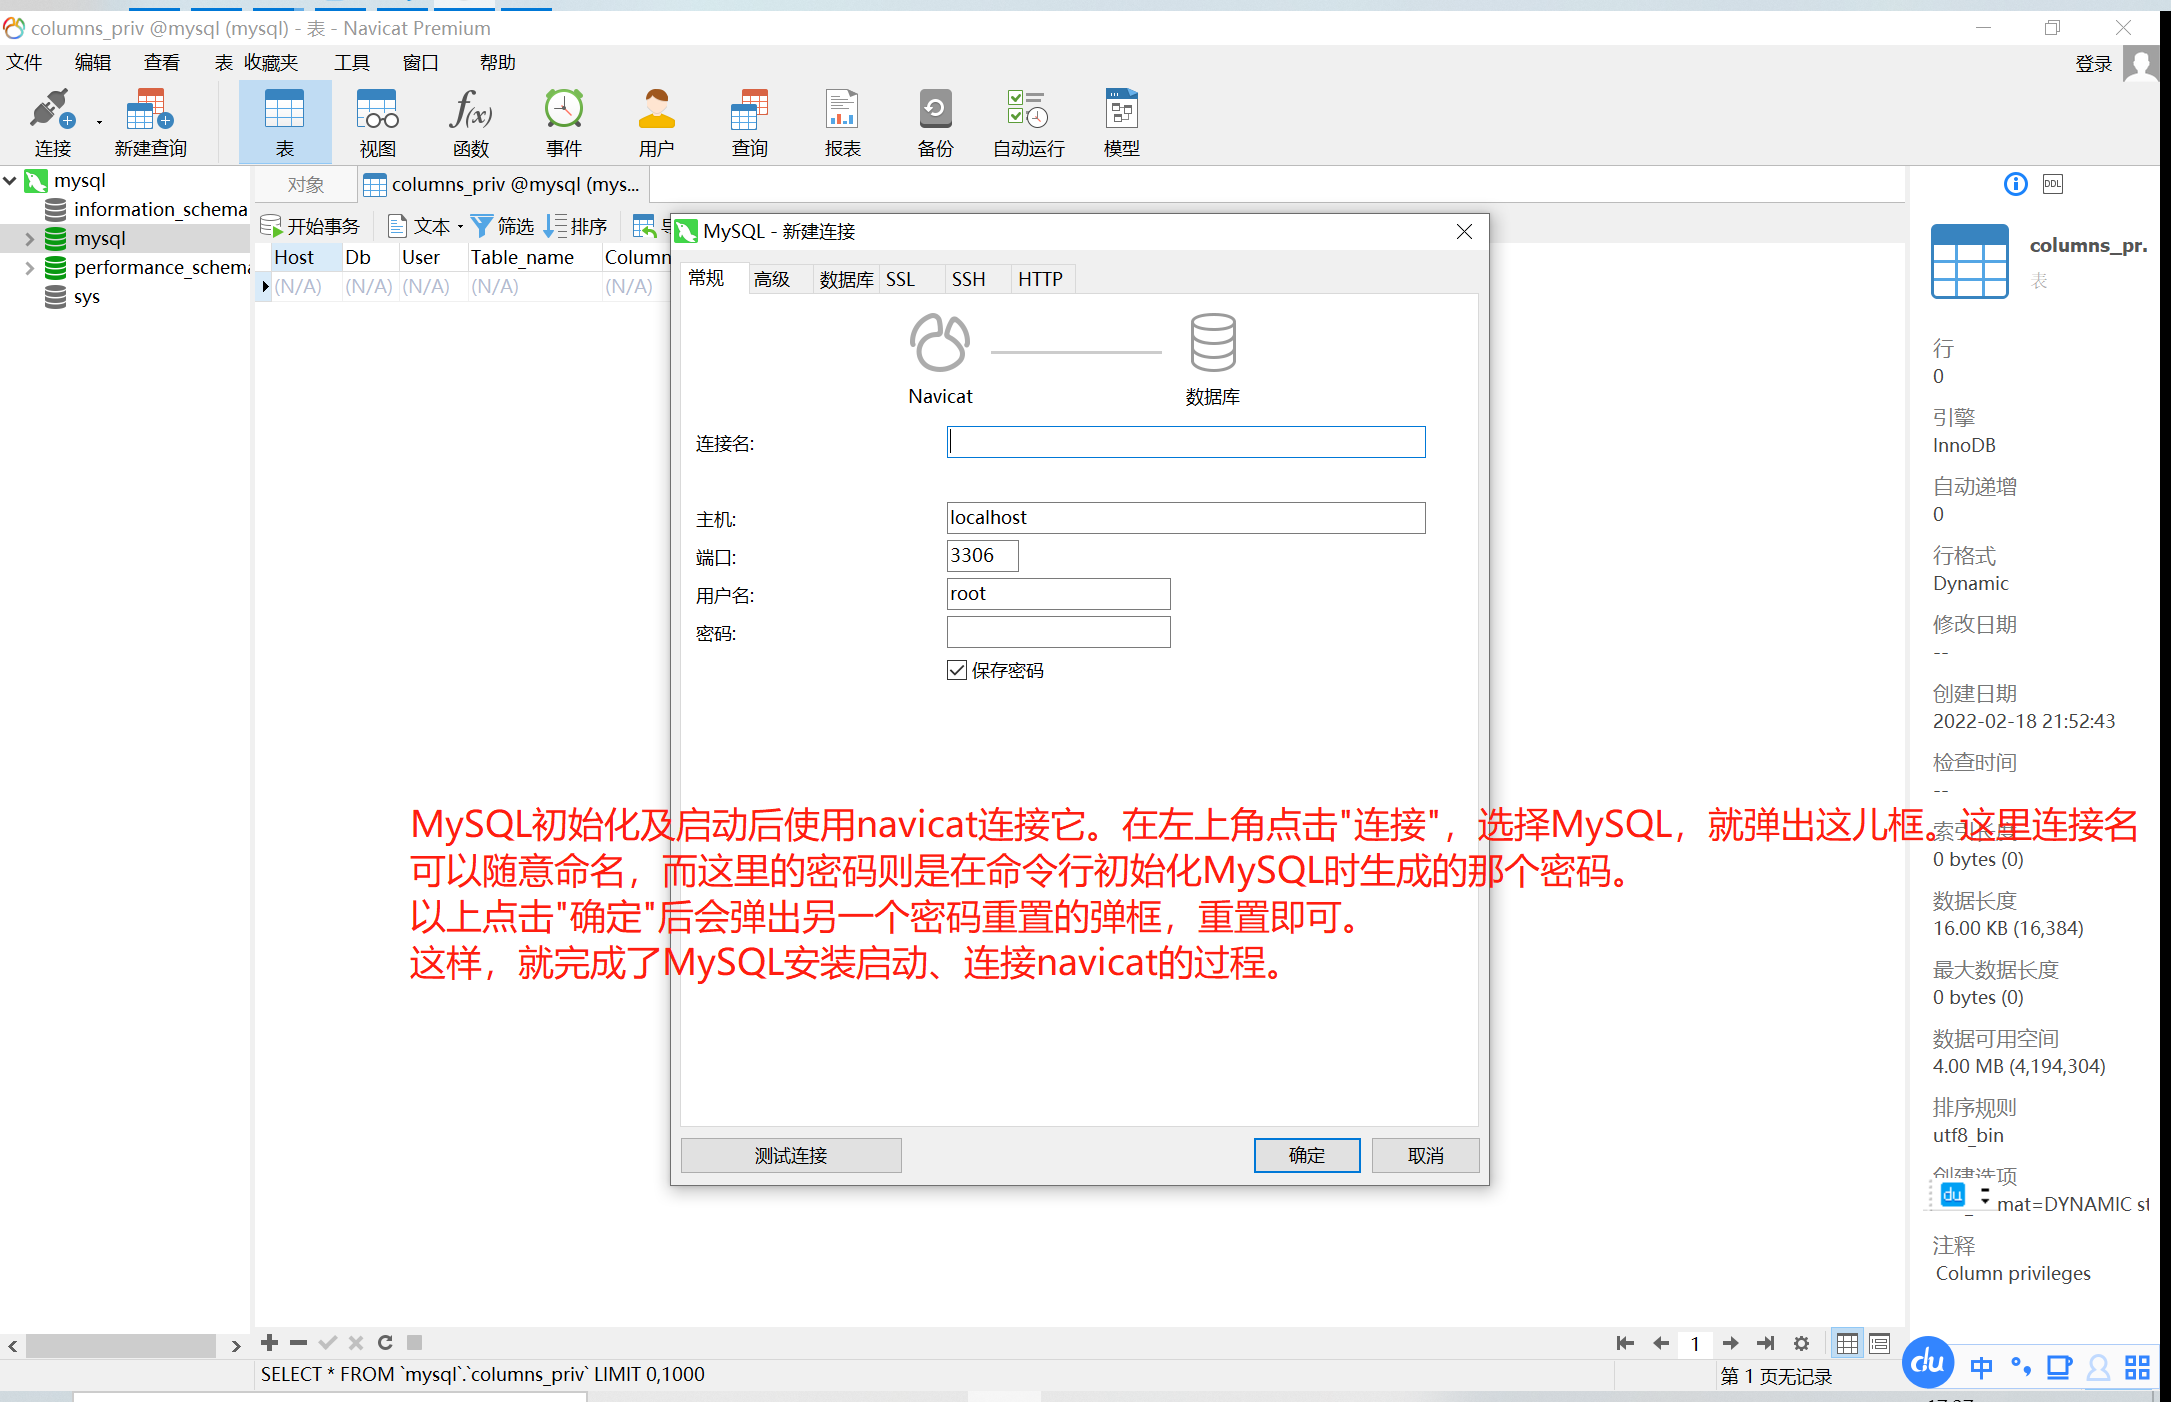 columns_priv @mysql (mysql) - 表 - Navicat Premium
文件 编辑 查看 表 收藏夹 工具 窗口 帮助 登录
连接 新建查询 表 视图 函数 事件 用户 查询 报表 备份 自动运行 模型
mysql
information_schema
mysql
performance_schema
sys
对象 columns_priv @mysql (mys...
开始事务 文本 筛选 排序
Host Db User Table_name Column
(N/A) (N/A) (N/A) (N/A) (N/A)
MySQL - 新建连接
常规 高级 数据库 SSL SSH HTTP
Navicat 数据库
连接名:
主机: localhost
端口: 3306
用户名: root
密码:
保存密码
MySQL初始化及启动后使用navicat连接它。在左上角点击"连接"，选择MySQL，就弹出这儿框。这里连接名
可以随意命名，而这里的密码则是在命令行初始化MySQL时生成的那个密码。
以上点击"确定"后会弹出另一个密码重置的弹框，重置即可。
这样，就完成了MySQL安装启动、连接navicat的过程。
测试连接 确定 取消
DDL
columns_pr.
表
行
0
引擎
InnoDB
自动递增
0
行格式
Dynamic
修改日期
--
创建日期
2022-02-18 21:52:43
检查时间
--
索引长度
0 bytes (0)
数据长度
16.00 KB (16,384)
最大数据长度
0 bytes (0)
数据可用空间
4.00 MB (4,194,304)
排序规则
utf8_bin
创建选项
du mat=DYNAMIC st
注释
Column privileges
1
SELECT * FROM `mysql`.`columns_priv` LIMIT 0,1000
第 1 页无记录
du 中